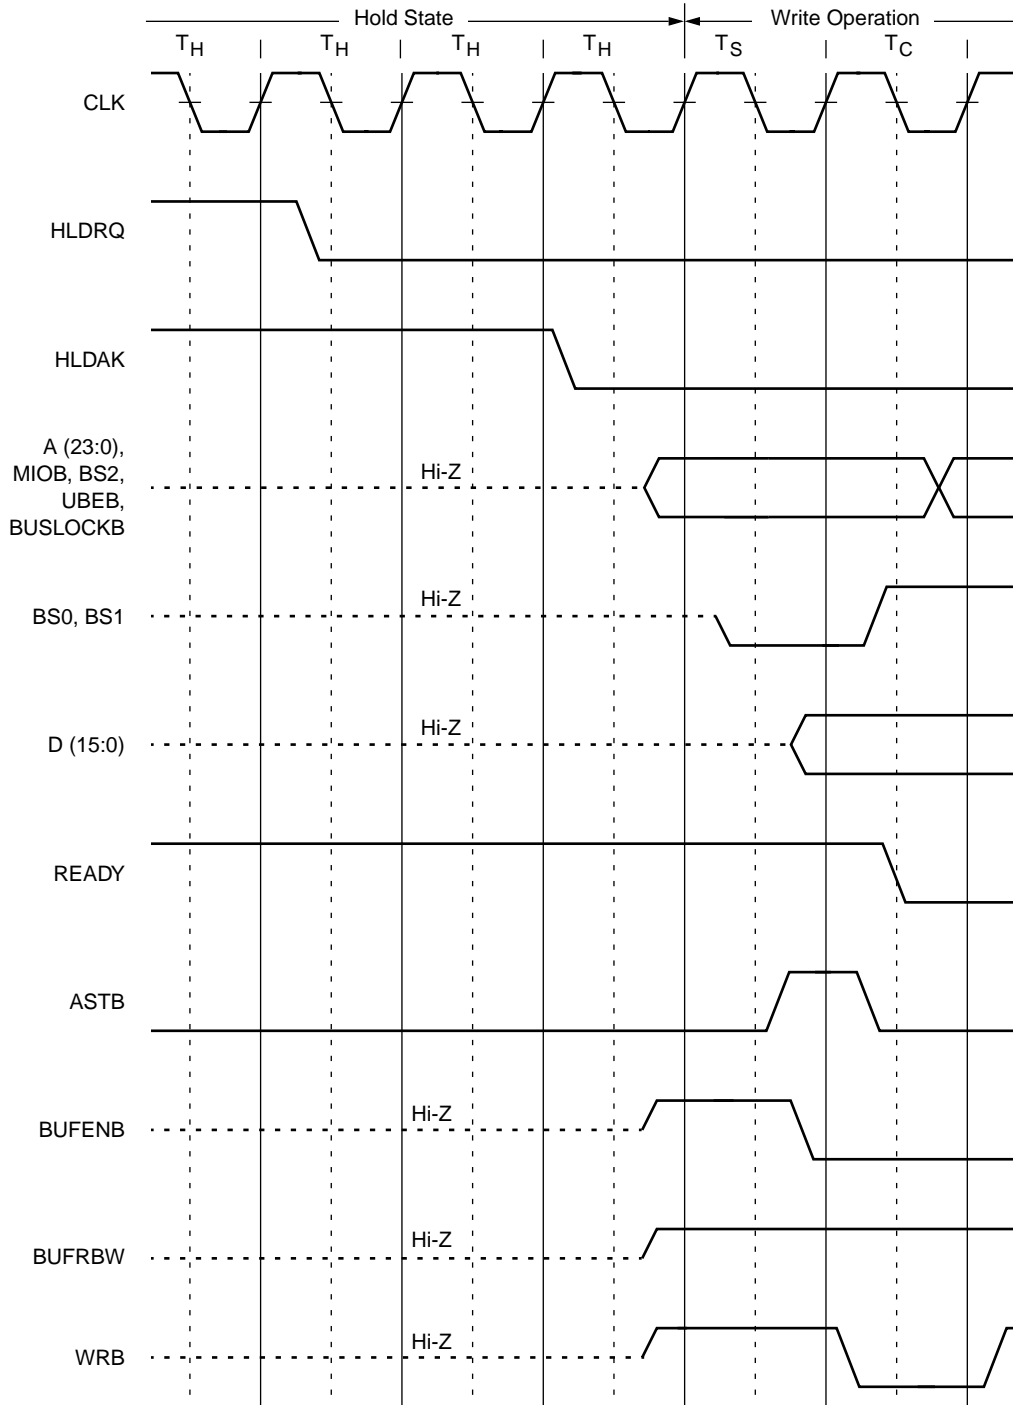 Hold State Write Operation
TH TH TH TH TS TC
CLK
HLDRQ
HLDAK
A (23:0),
MIOB, BS2,
UBEB,
BUSLOCKB
Hi-Z
BS0, BS1 Hi-Z
D (15:0) Hi-Z
READY
ASTB
BUFENB Hi-Z
BUFRBW Hi-Z
WRB Hi-Z